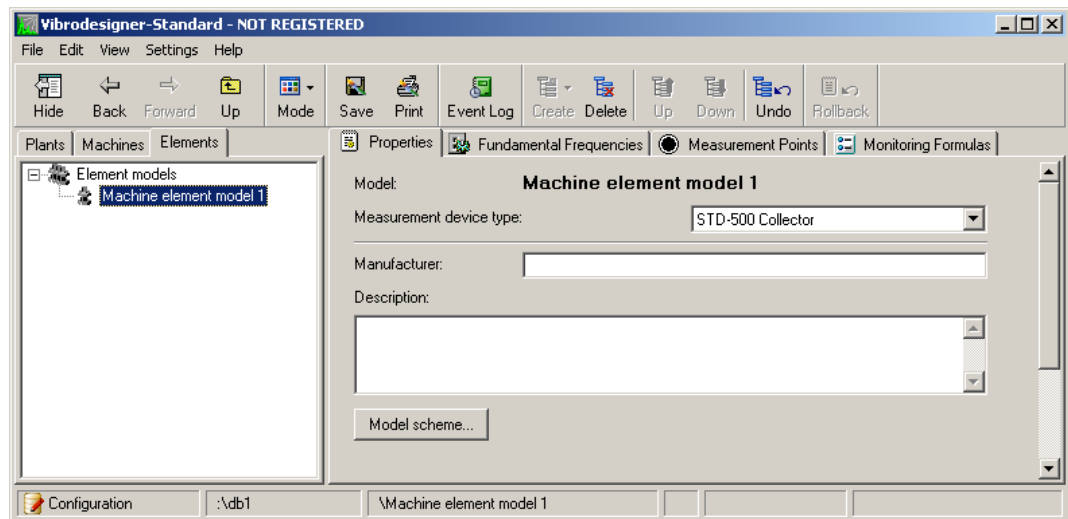 Vibrodesigner-Standard - NOT REGISTERED
File Edit View Settings Help
Hide Back Forward Up Mode Save Print Event Log Create Delete Up Down Undo Rollback
Plants Machines Elements Properties Fundamental Frequencies Measurement Points Monitoring Formulas
Element models
Machine element model 1
Model: Machine element model 1
Measurement device type: STD-500 Collector
Manufacturer:
Description:
Model scheme...
Configuration :\db1 \Machine element model 1